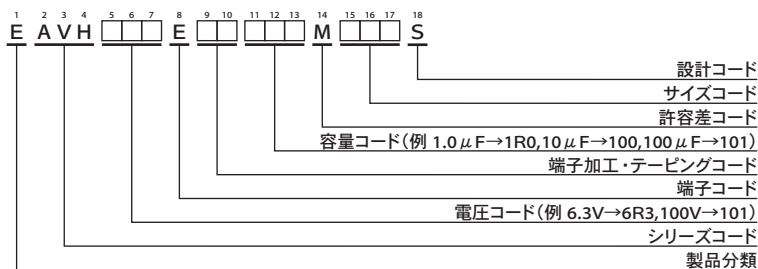 1 2 3 4 5 6 7 8 9 10 11 12 13 14 15 16 17 18
E AVH□□□ E □□ □□□ M □□□ S
設計コード
サイズコード
許容差コード
容量コード(例 1.0μF→1R0,10μF→100,100μF→101)
端子加工・テーピングコード
端子コード
電圧コード(例 6.3V→6R3,100V→101)
シリーズコード
製品分類